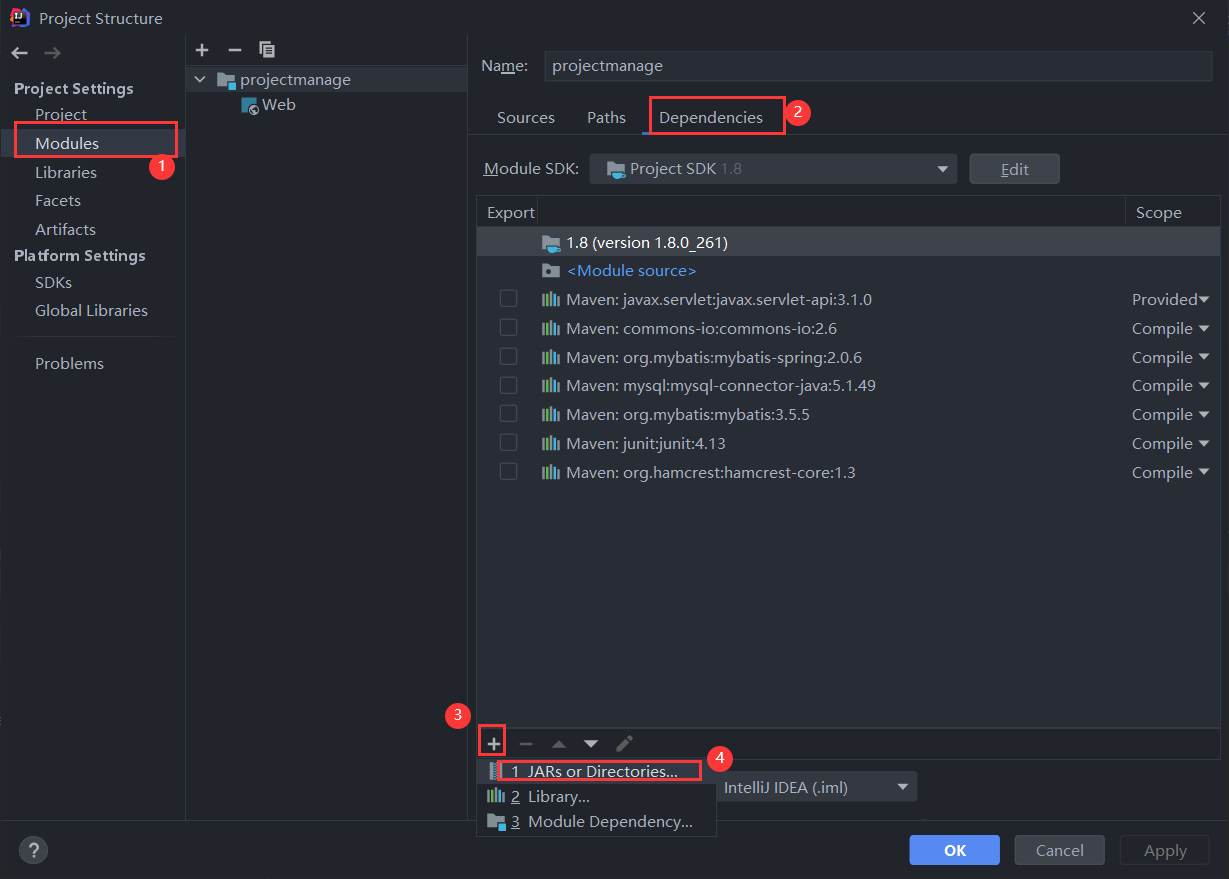 Project Structure
Project Settings
Project
Modules
1
Libraries
Facets
Artifacts
Platform Settings
SDKs
Global Libraries
Problems
projectmanage
Web
Name: projectmanage
Sources Paths Dependencies 2
Module SDK: Project SDK 1.8 Edit
Export Scope
1.8 (version 1.8.0_261)
<Module source>
Maven: javax.servlet:javax.servlet-api:3.1.0 Provided
Maven: commons-io:commons-io:2.6 Compile
Maven: org.mybatis:mybatis-spring:2.0.6 Compile
Maven: mysql:mysql-connector-java:5.1.49 Compile
Maven: org.mybatis:mybatis:3.5.5 Compile
Maven: junit:junit:4.13 Compile
Maven: org.hamcrest:hamcrest-core:1.3 Compile
3
4
1 JARs or Directories...
2 Library...
3 Module Dependency...
IntelliJ IDEA (.iml)
? OK Cancel Apply